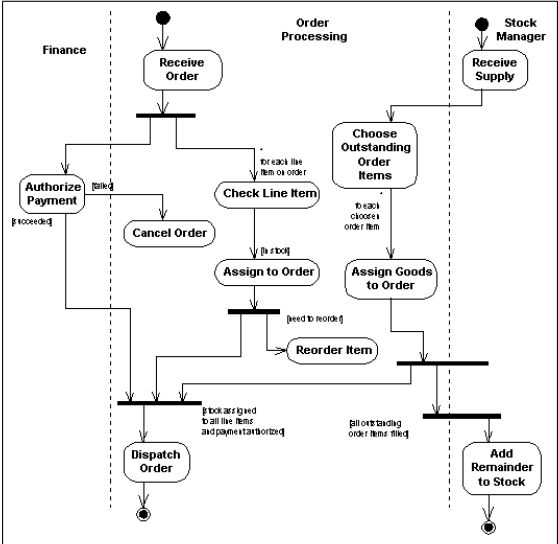 Finance
Order
Processing
Stock
Manager
Receive
Order
Receive
Supply
Choose
Outstanding
Order
Items
*
for each line
item on order
Authorize
Payment
[failed]
Check Line Item
[succeeded]
*
for each
chosen
order item
Cancel Order
[in stock]
Assign to Order
Assign Goods
to Order
[need to reorder]
Reorder Item
[stock assigned
to all line items
and payment authorized]
[all outstanding
order items filled]
Dispatch
Order
Add
Remainder
to Stock